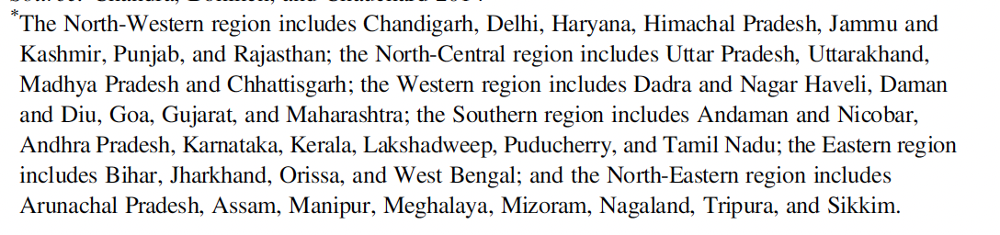 *The North-Western region includes Chandigarh, Delhi, Haryana, Himachal Pradesh, Jammu and
Kashmir, Punjab, and Rajasthan; the North-Central region includes Uttar Pradesh, Uttarakhand,
Madhya Pradesh and Chhattisgarh; the Western region includes Dadra and Nagar Haveli, Daman
and Diu, Goa, Gujarat, and Maharashtra; the Southern region includes Andaman and Nicobar,
Andhra Pradesh, Karnataka, Kerala, Lakshadweep, Puducherry, and Tamil Nadu; the Eastern region
includes Bihar, Jharkhand, Orissa, and West Bengal; and the North-Eastern region includes
Arunachal Pradesh, Assam, Manipur, Meghalaya, Mizoram, Nagaland, Tripura, and Sikkim.